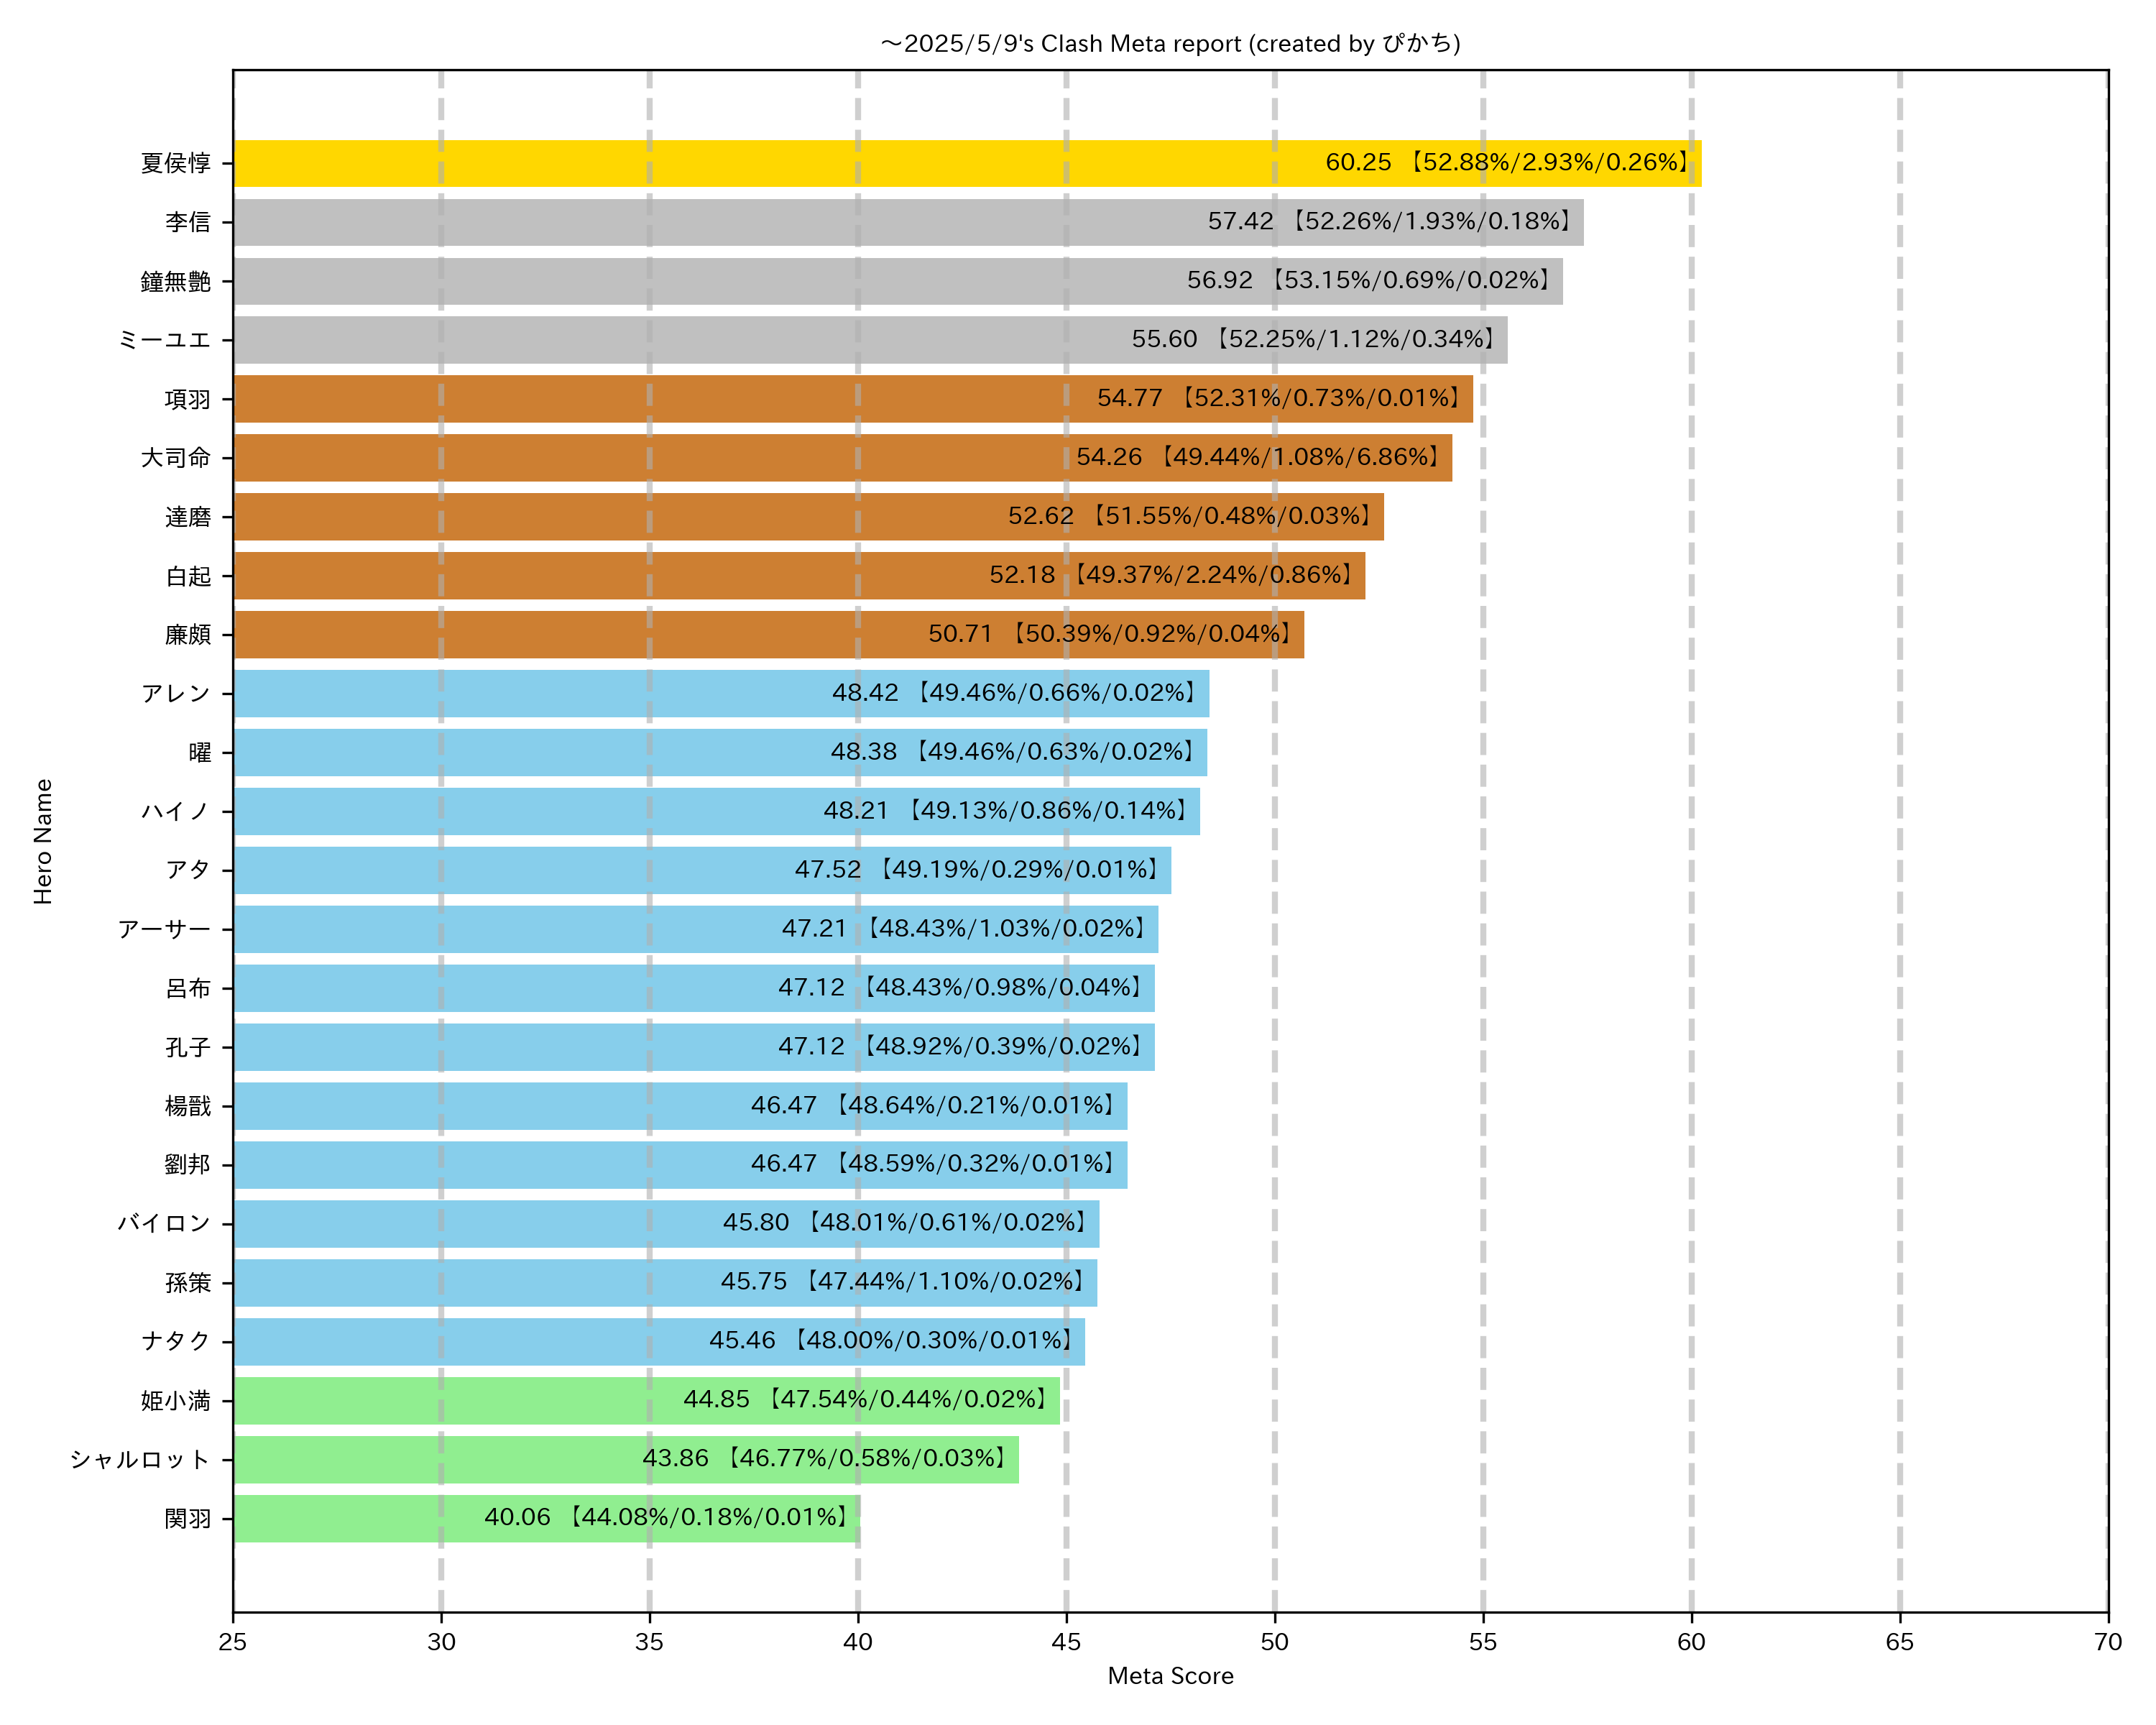 ～2025/5/9's Clash Meta report (created by ぴかち)
夏侯惇 60.25 【52.88%/2.93%/0.26%】
李信 57.42 【52.26%/1.93%/0.18%】
鐘無艶 56.92 【53.15%/0.69%/0.02%】
ミーユエ 55.60 【52.25%/1.12%/0.34%】
項羽 54.77 【52.31%/0.73%/0.01%】
大司命 54.26 【49.44%/1.08%/6.86%】
達磨 52.62 【51.55%/0.48%/0.03%】
白起 52.18 【49.37%/2.24%/0.86%】
廉頗 50.71 【50.39%/0.92%/0.04%】
アレン 48.42 【49.46%/0.66%/0.02%】
曜 48.38 【49.46%/0.63%/0.02%】
ハイノ 48.21 【49.13%/0.86%/0.14%】
アタ 47.52 【49.19%/0.29%/0.01%】
アーサー 47.21 【48.43%/1.03%/0.02%】
呂布 47.12 【48.43%/0.98%/0.04%】
孔子 47.12 【48.92%/0.39%/0.02%】
楊戩 46.47 【48.64%/0.21%/0.01%】
劉邦 46.47 【48.59%/0.32%/0.01%】
バイロン 45.80 【48.01%/0.61%/0.02%】
孫策 45.75 【47.44%/1.10%/0.02%】
ナタク 45.46 【48.00%/0.30%/0.01%】
姫小満 44.85 【47.54%/0.44%/0.02%】
シャルロット 43.86 【46.77%/0.58%/0.03%】
関羽 40.06 【44.08%/0.18%/0.01%】
Hero Name
25 30 35 40 45 50 55 60 65 70
Meta Score